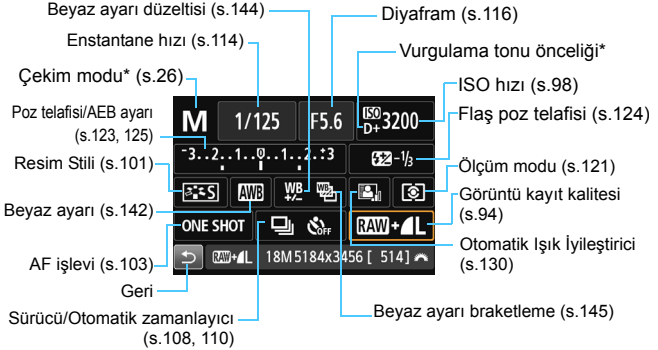 Beyaz ayarı düzeltisi (s.144)
Diyafram (s.116)
Enstantane hızı (s.114)
Vurgulama tonu önceliği*
Çekim modu* (s.26)
ISO hızı (s.98)
Poz telafisi/AEB ayarı
(s.123, 125)
Flaş poz telafisi (s.124)
Resim Stili (s.101)
Ölçüm modu (s.121)
Beyaz ayarı (s.142)
Görüntü kayıt kalitesi
(s.94)
AF işlevi (s.103)
Otomatik Işık İyileştirici
(s.130)
Geri
Sürücü/Otomatik zamanlayıcı
(s.108, 110)
Beyaz ayarı braketleme (s.145)
M 1/125 F5.6 ISO D+ 3200
-3..2..1..0..1..2..+3 -1/3
S AWB WB +/- WB
ONE SHOT OFF RAW+L
RAW+L 18M 5184x3456 [ 514]